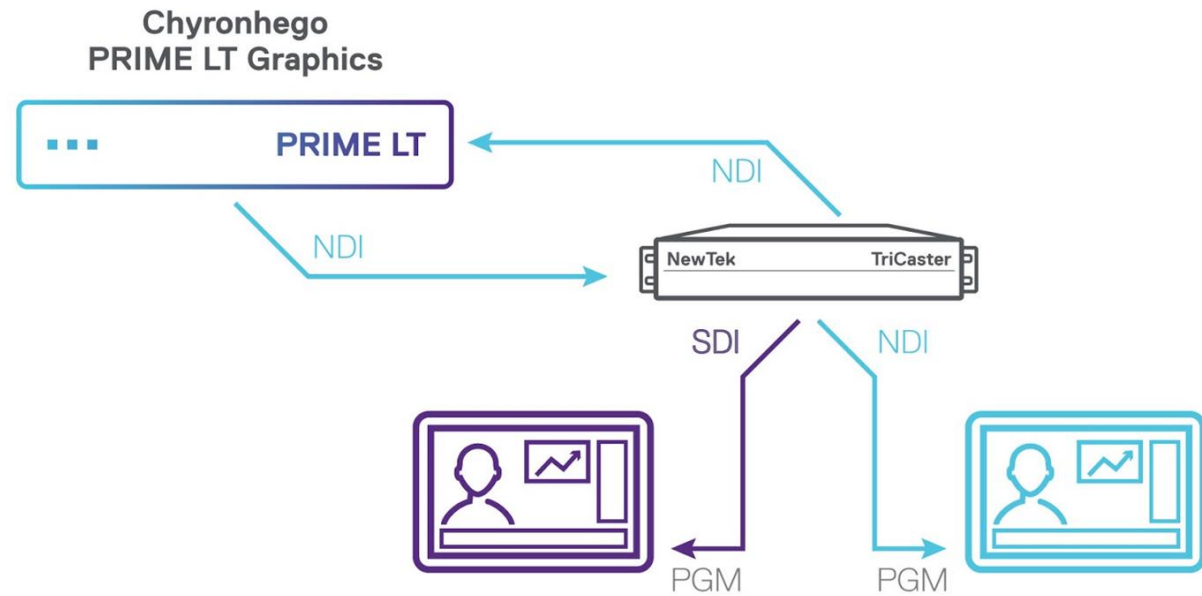 Chyronhego
PRIME LT Graphics
PRIME LT
NDI
NDI
NewTek TriCaster
SDI
NDI
PGM
PGM